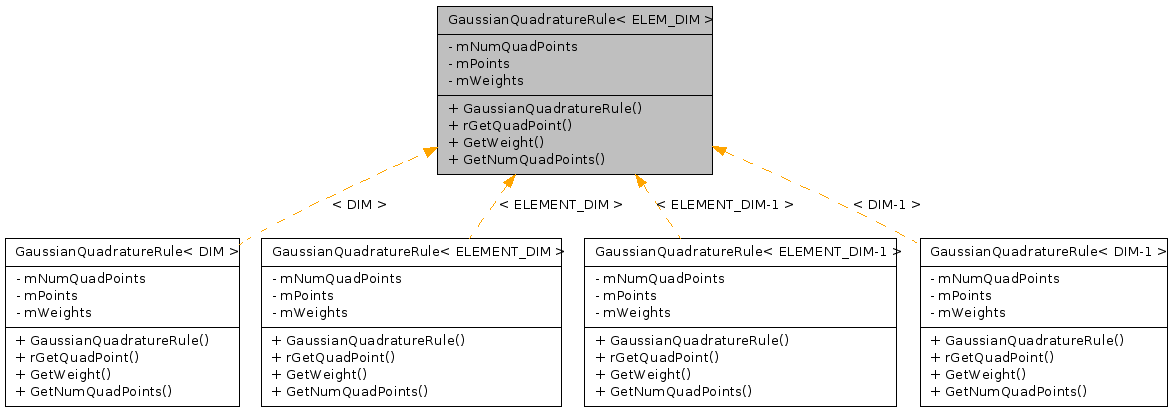 GaussianQuadratureRule< ELEM_DIM >
- mNumQuadPoints
- mPoints
- mWeights
+ GaussianQuadratureRule()
+ rGetQuadPoint()
+ GetWeight()
+ GetNumQuadPoints()
< DIM >
< ELEMENT_DIM >
< ELEMENT_DIM-1 >
< DIM-1 >
GaussianQuadratureRule< DIM >
- mNumQuadPoints
- mPoints
- mWeights
+ GaussianQuadratureRule()
+ rGetQuadPoint()
+ GetWeight()
+ GetNumQuadPoints()
GaussianQuadratureRule< ELEMENT_DIM >
- mNumQuadPoints
- mPoints
- mWeights
+ GaussianQuadratureRule()
+ rGetQuadPoint()
+ GetWeight()
+ GetNumQuadPoints()
GaussianQuadratureRule< ELEMENT_DIM-1 >
- mNumQuadPoints
- mPoints
- mWeights
+ GaussianQuadratureRule()
+ rGetQuadPoint()
+ GetWeight()
+ GetNumQuadPoints()
GaussianQuadratureRule< DIM-1 >
- mNumQuadPoints
- mPoints
- mWeights
+ GaussianQuadratureRule()
+ rGetQuadPoint()
+ GetWeight()
+ GetNumQuadPoints()